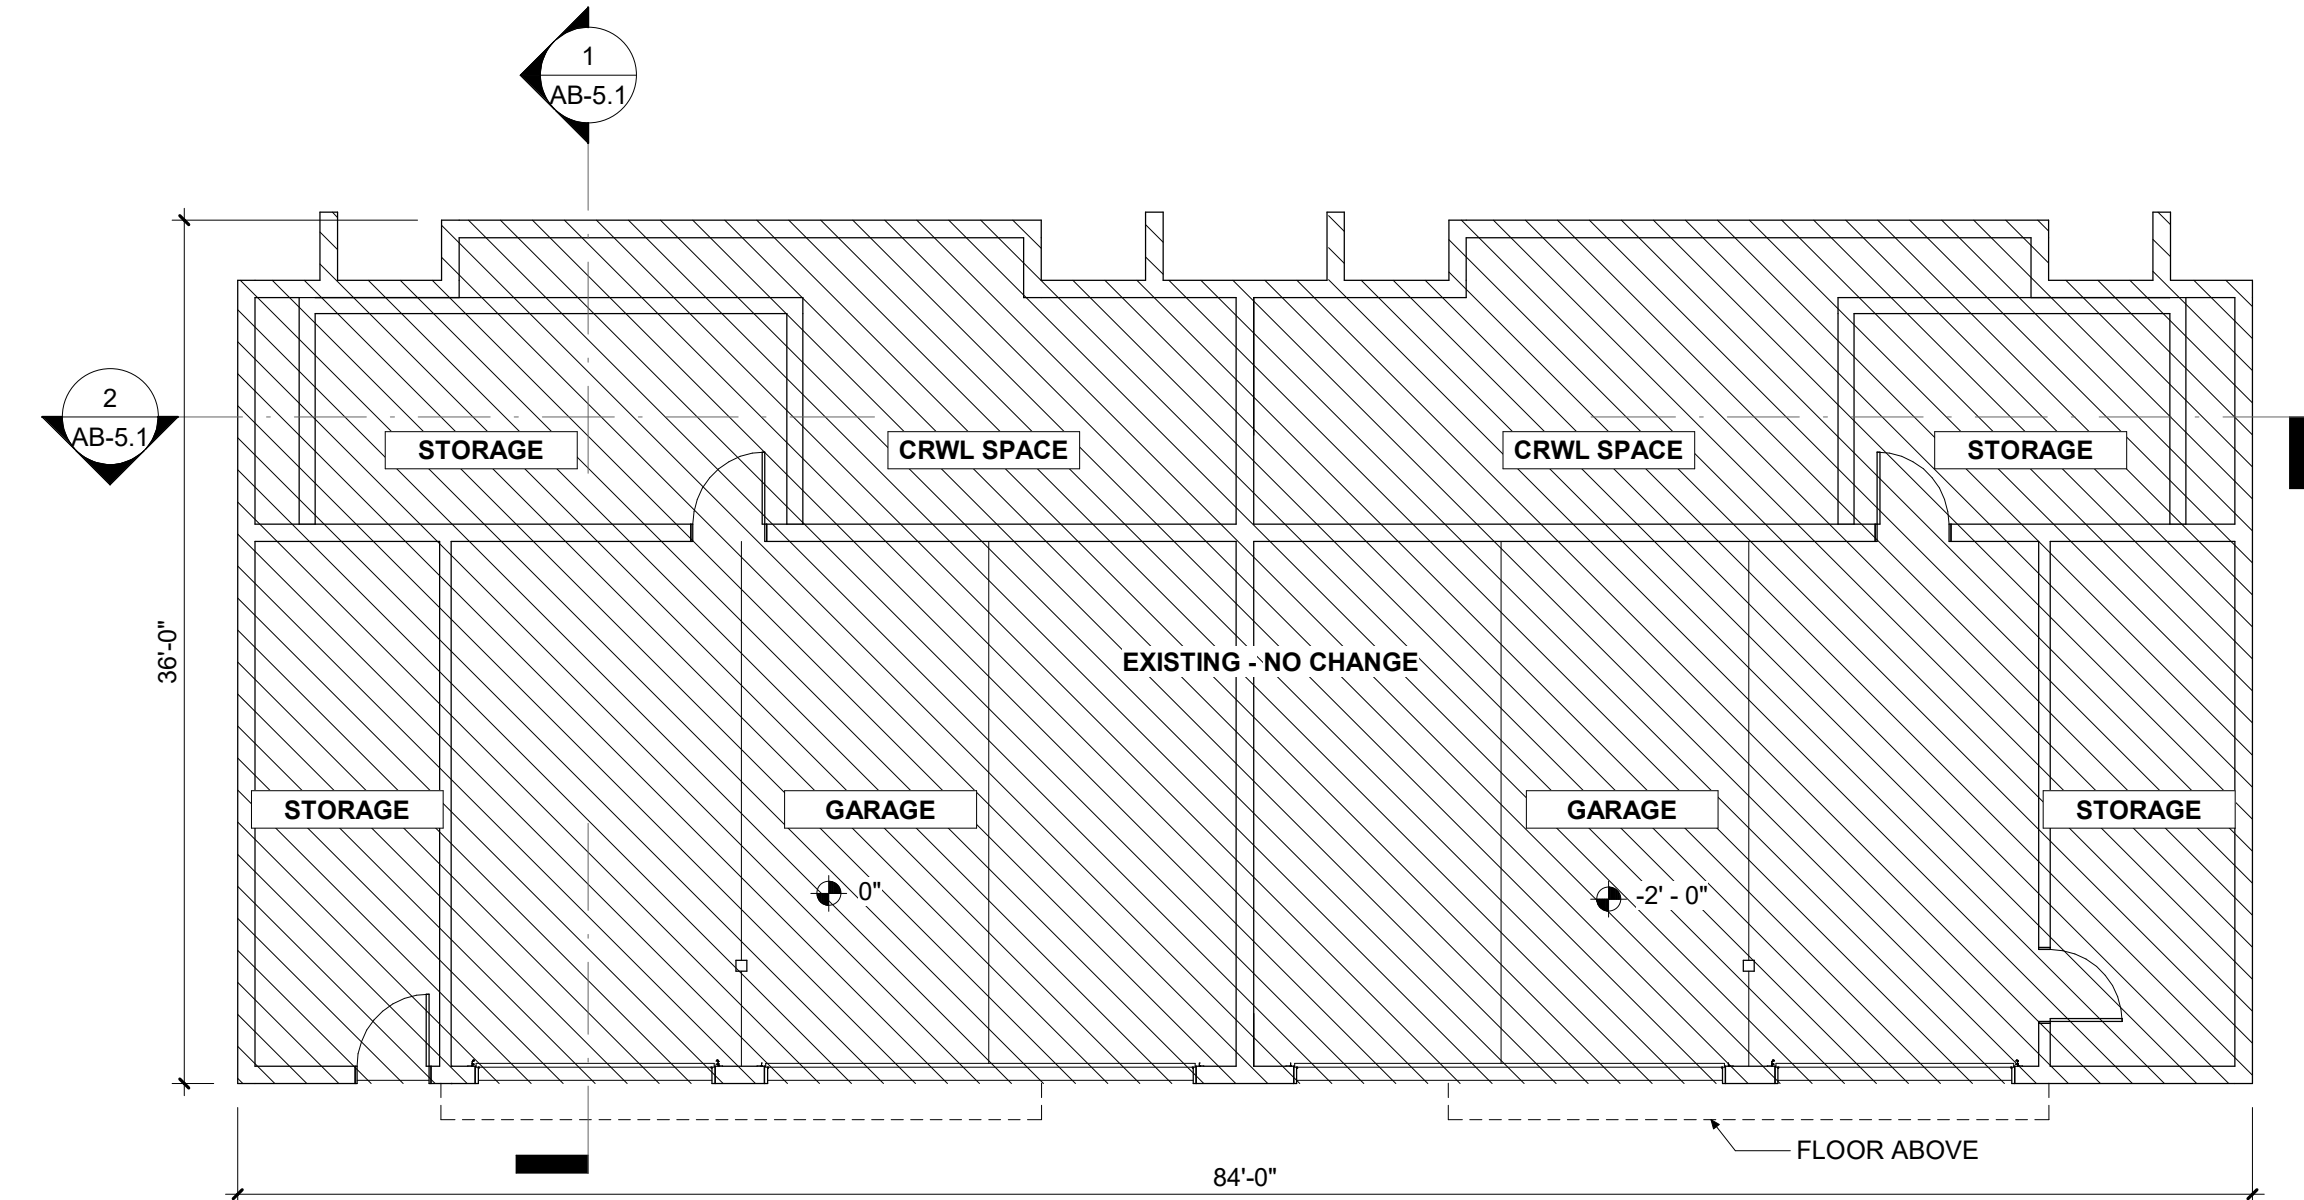 1
AB-5.1
2
AB-5.1
STORAGE
CRWL SPACE
CRWL SPACE
STORAGE
36'-0"
EXISTING - NO CHANGE
STORAGE
GARAGE
GARAGE
STORAGE
0"
-2' - 0"
FLOOR ABOVE
84'-0"